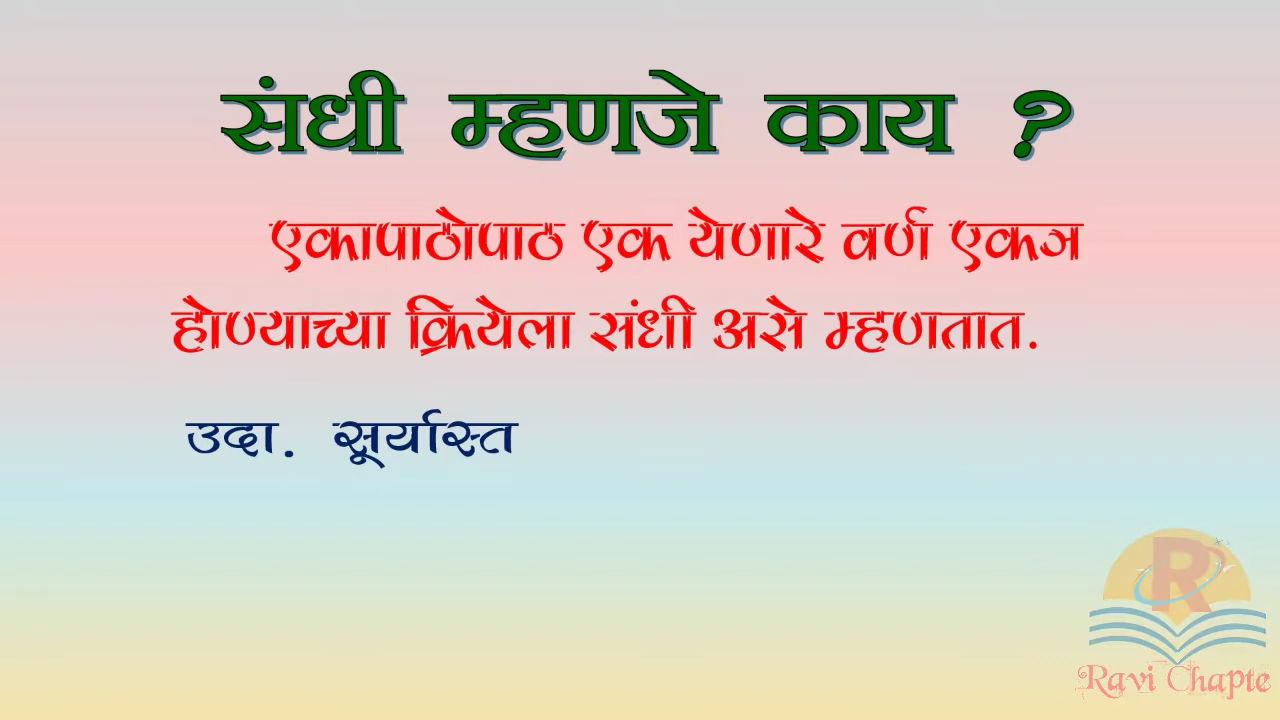 संधी म्हणजे काय ?
एकापाठोपाठ एक येणारे वर्ण एकत्र
होण्याच्या क्रियेला संधी असे म्हणतात.
उदा. सूर्यास्त
R
Ravi Chapte